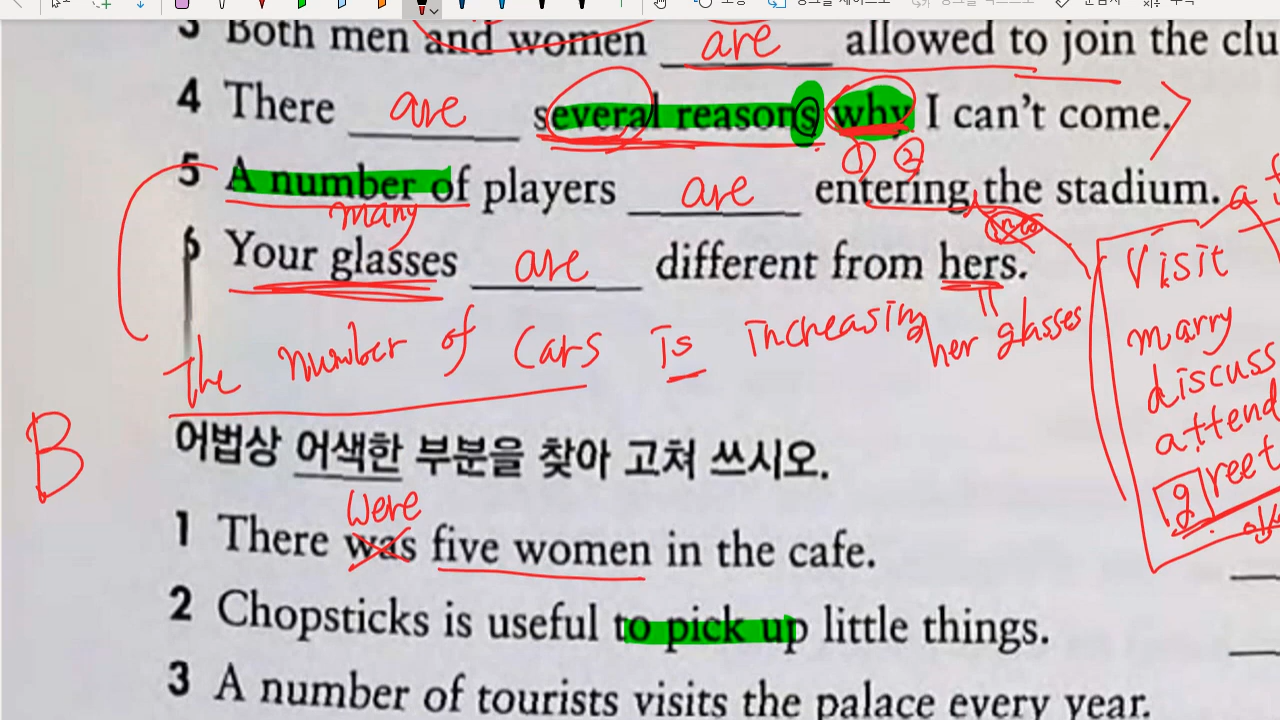 3 Both men and women are allowed to join the clu
4 There are several reasons why I can't come.
① ②
5 A number of players are entering the stadium.
many
6 Your glasses are different from hers.
her glasses
The number of cars is increasing
Visit
marry
discuss
attend
greet
B
어법상 어색한 부분을 찾아 고쳐 쓰시오.
were
1 There was five women in the cafe.
2 Chopsticks is useful to pick up little things.
3 A number of tourists visits the palace every year.